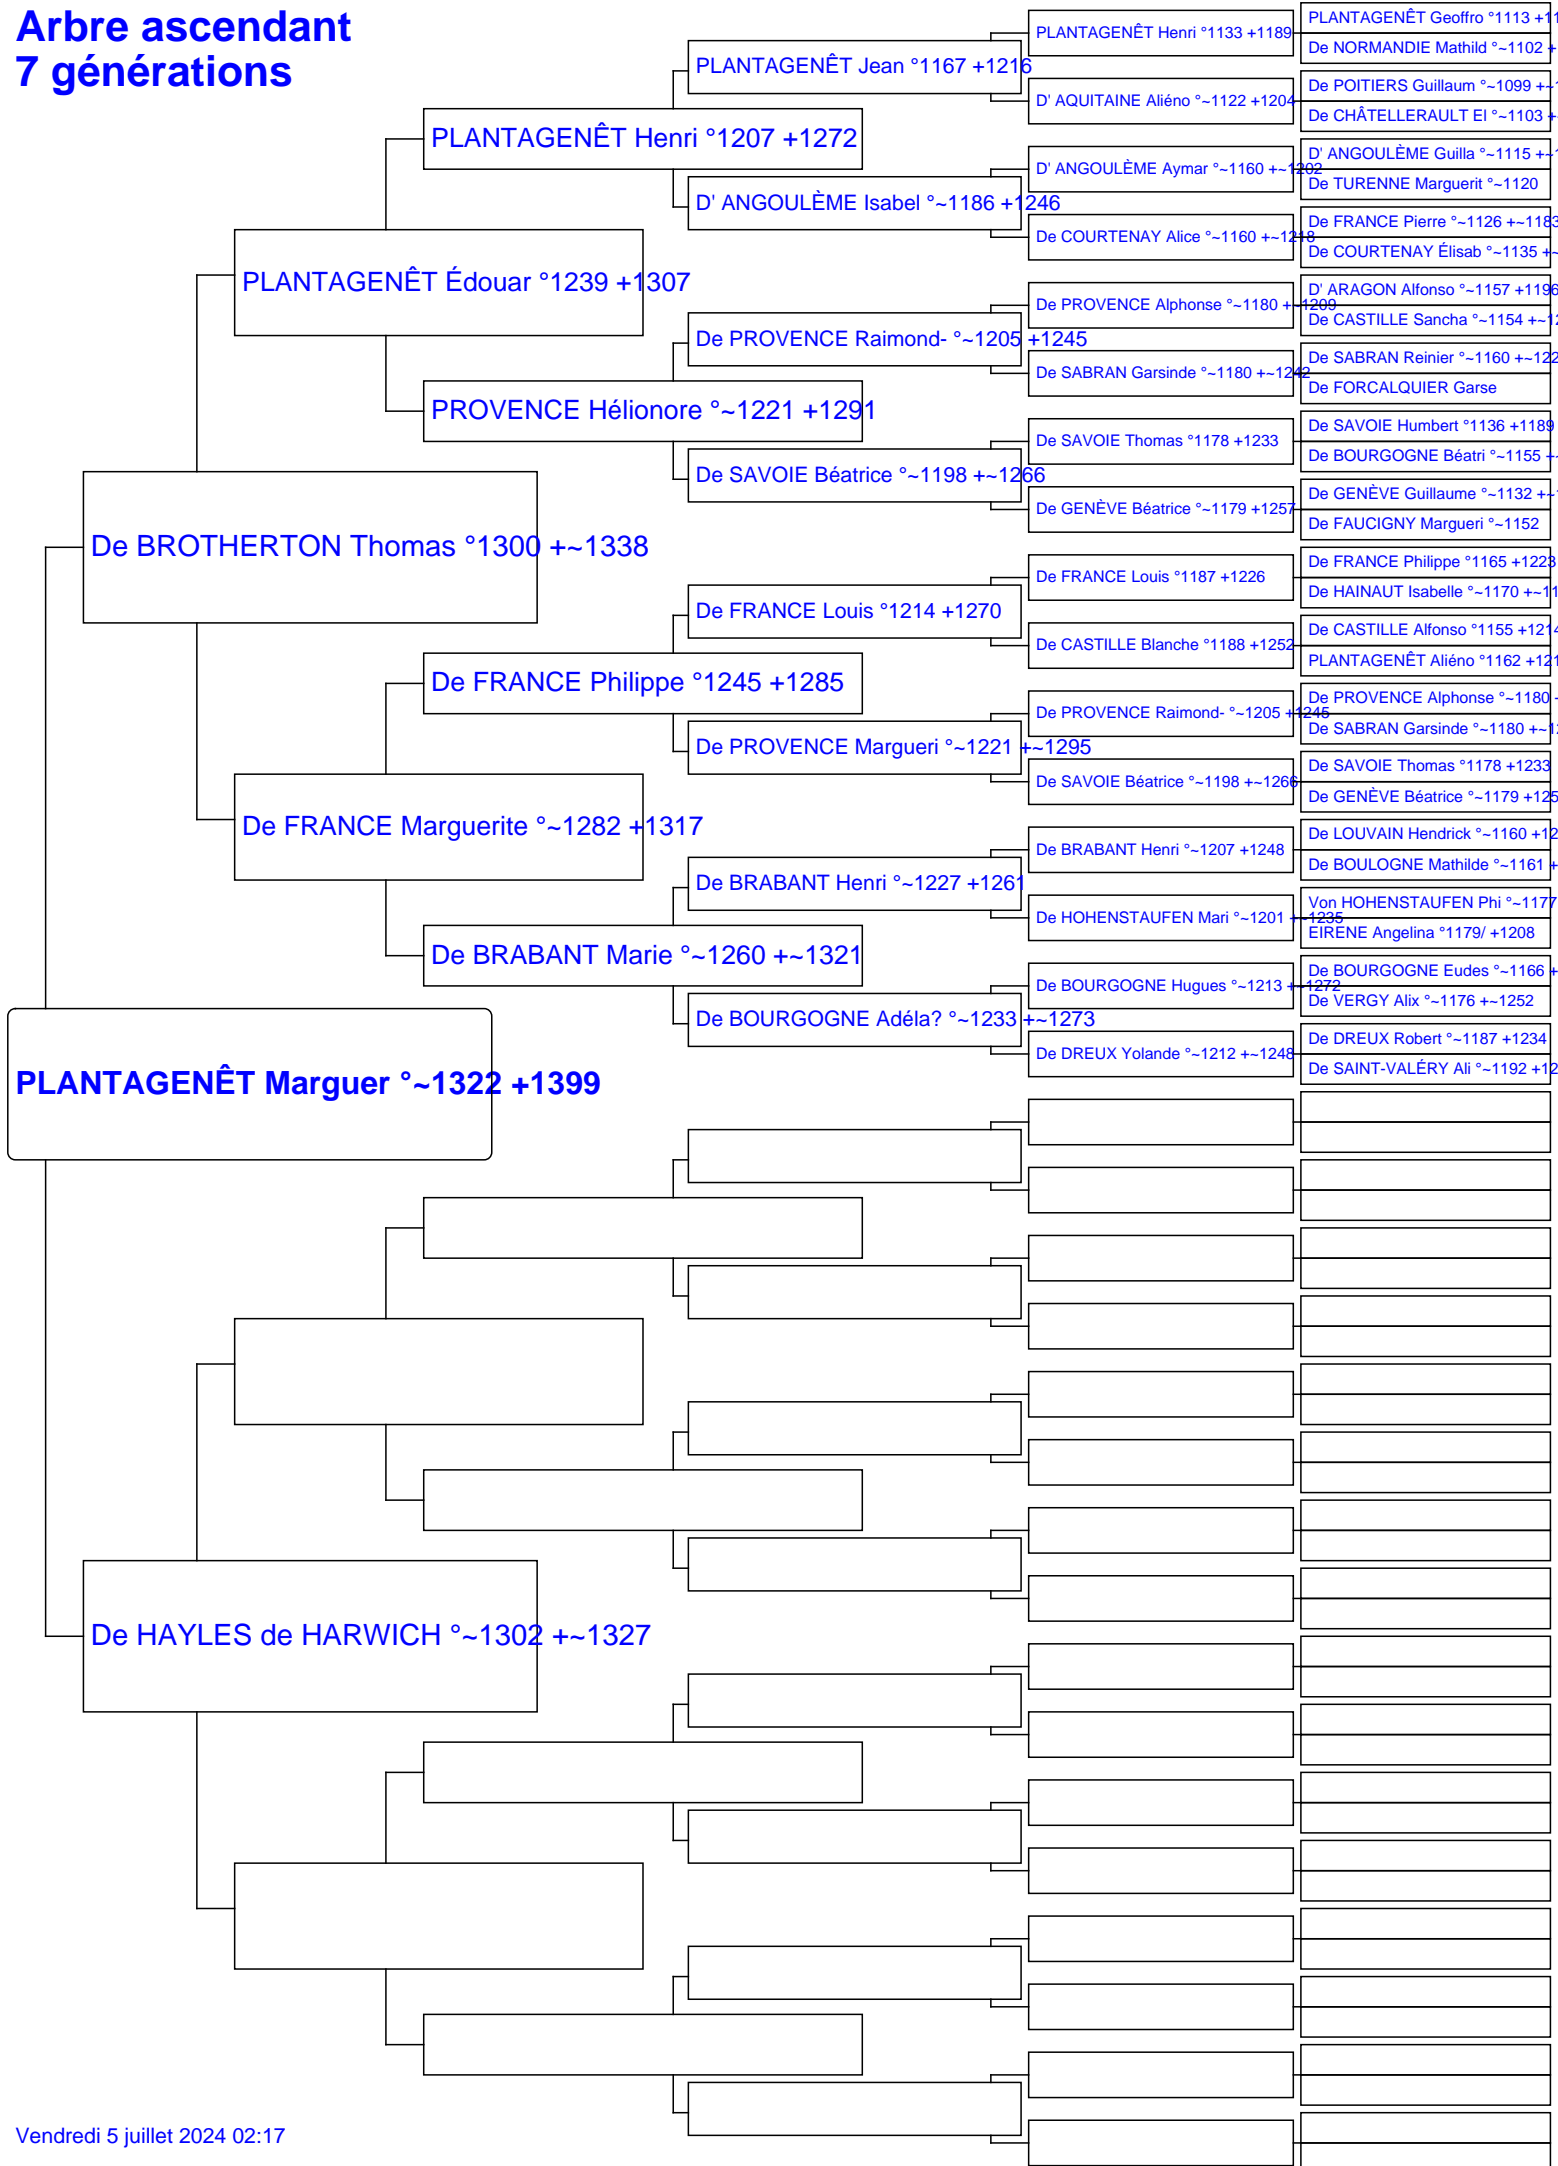 Arbre ascendant
7 générations
PLANTAGENÊT Marguer °~1322 +1399
De BROTHERTON Thomas °1300 +~1338
De HAYLES de HARWICH °~1302 +~1327
PLANTAGENÊT Édouar °1239 +1307
De FRANCE Marguerite °~1282 +1317
PLANTAGENÊT Henri °1207 +1272
PROVENCE Hélionore °~1221 +1291
De FRANCE Philippe °1245 +1285
De BRABANT Marie °~1260 +~1321
PLANTAGENÊT Jean °1167 +1216
D' ANGOULÈME Isabel °~1186 +1246
De PROVENCE Raimond- °~1205 +1245
De SAVOIE Béatrice °~1198 +~1266
De FRANCE Louis °1214 +1270
De PROVENCE Margueri °~1221 +~1295
De BRABANT Henri °~1227 +1261
De BOURGOGNE Adéla? °~1233 +~1273
PLANTAGENÊT Henri °1133 +1189
D' AQUITAINE Aliéno °~1122 +1204
D' ANGOULÈME Aymar °~1160 +~1202
De COURTENAY Alice °~1160 +~1218
De PROVENCE Alphonse °~1180 +~1209
De SABRAN Garsinde °~1180 +~1242
De SAVOIE Thomas °1178 +1233
De GENÈVE Béatrice °~1179 +1257
De FRANCE Louis °1187 +1226
De CASTILLE Blanche °1188 +1252
De PROVENCE Raimond- °~1205 +1245
De SAVOIE Béatrice °~1198 +~1266
De BRABANT Henri °~1207 +1248
De HOHENSTAUFEN Mari °~1201 +~1235
De BOURGOGNE Hugues °~1213 +~1272
De DREUX Yolande °~1212 +~1248
PLANTAGENÊT Geoffro °1113 +11
De NORMANDIE Mathild °~1102 +
De POITIERS Guillaum °~1099 +~1
De CHÂTELLERAULT El °~1103 +
D' ANGOULÈME Guilla °~1115 +~1
De TURENNE Marguerit °~1120
De FRANCE Pierre °~1126 +~1183
De COURTENAY Élisab °~1135 +~
D' ARAGON Alfonso °~1157 +1196
De CASTILLE Sancha °~1154 +~12
De SABRAN Reinier °~1160 +~122
De FORCALQUIER Garse
De SAVOIE Humbert °1136 +1189
De BOURGOGNE Béatri °~1155 +~
De GENÈVE Guillaume °~1132 +~1
De FAUCIGNY Margueri °~1152
De FRANCE Philippe °1165 +1223
De HAINAUT Isabelle °~1170 +~11
De CASTILLE Alfonso °1155 +1214
PLANTAGENÊT Aliéno °1162 +121
De PROVENCE Alphonse °~1180 +
De SABRAN Garsinde °~1180 +~12
De SAVOIE Thomas °1178 +1233
De GENÈVE Béatrice °~1179 +125
De LOUVAIN Hendrick °~1160 +12
De BOULOGNE Mathilde °~1161 +
Von HOHENSTAUFEN Phi °~1177
EIRENE Angelina °1179/ +1208
De BOURGOGNE Eudes °~1166 +
De VERGY Alix °~1176 +~1252
De DREUX Robert °~1187 +1234
De SAINT-VALÉRY Ali °~1192 +12
Vendredi 5 juillet 2024 02:17